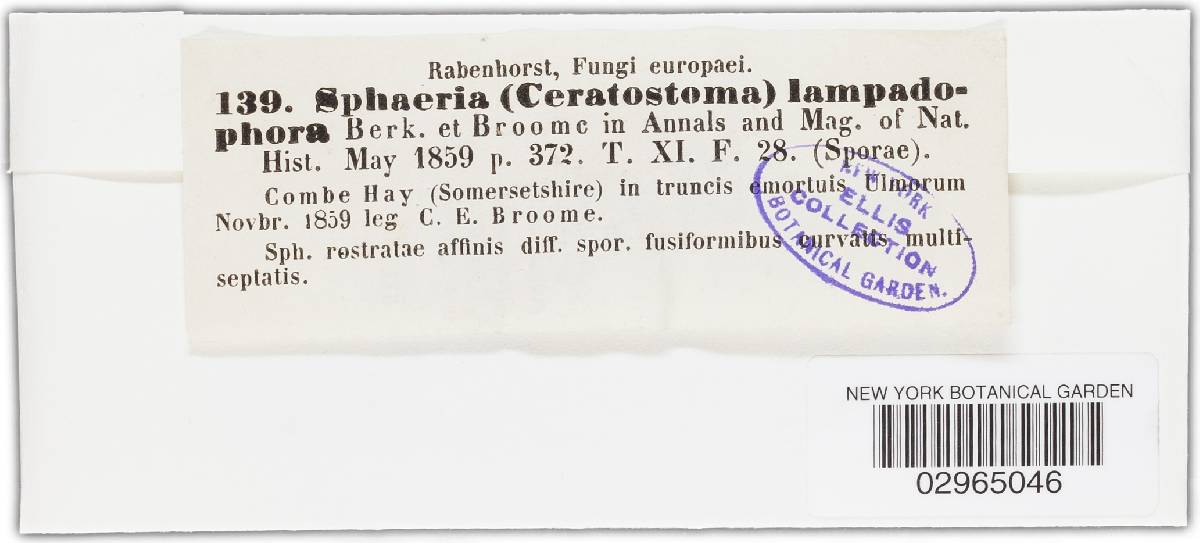 Rabenhorst, Fungi europaei.
139. Sphaeria (Ceratostoma) lampado-
phora Berk. et Broome in Annals and Mag. of Nat.
Hist. May 1859 p. 372. T. XI. F. 28. (Sporae).
Combe Hay (Somersetshire) in truncis emortuis Ulmorum
Novbr. 1859 leg C. E. Broome.
Sph. rostratae affinis diff. spor. fusiformibus curvatis multi-
septatis.
NEW YORK
ELLIS
COLLECTION
BOTANICAL GARDEN.
NEW YORK BOTANICAL GARDEN
02965046